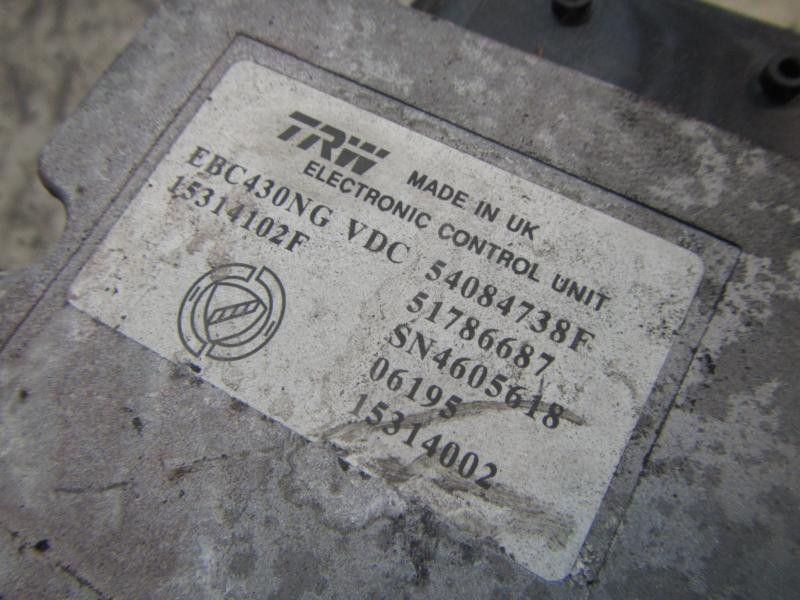 TRW MADE IN UK
ELECTRONIC CONTROL UNIT
EBC430NG VDC 54084738F
15314102F 51786687
SN4605618
06195
15314002